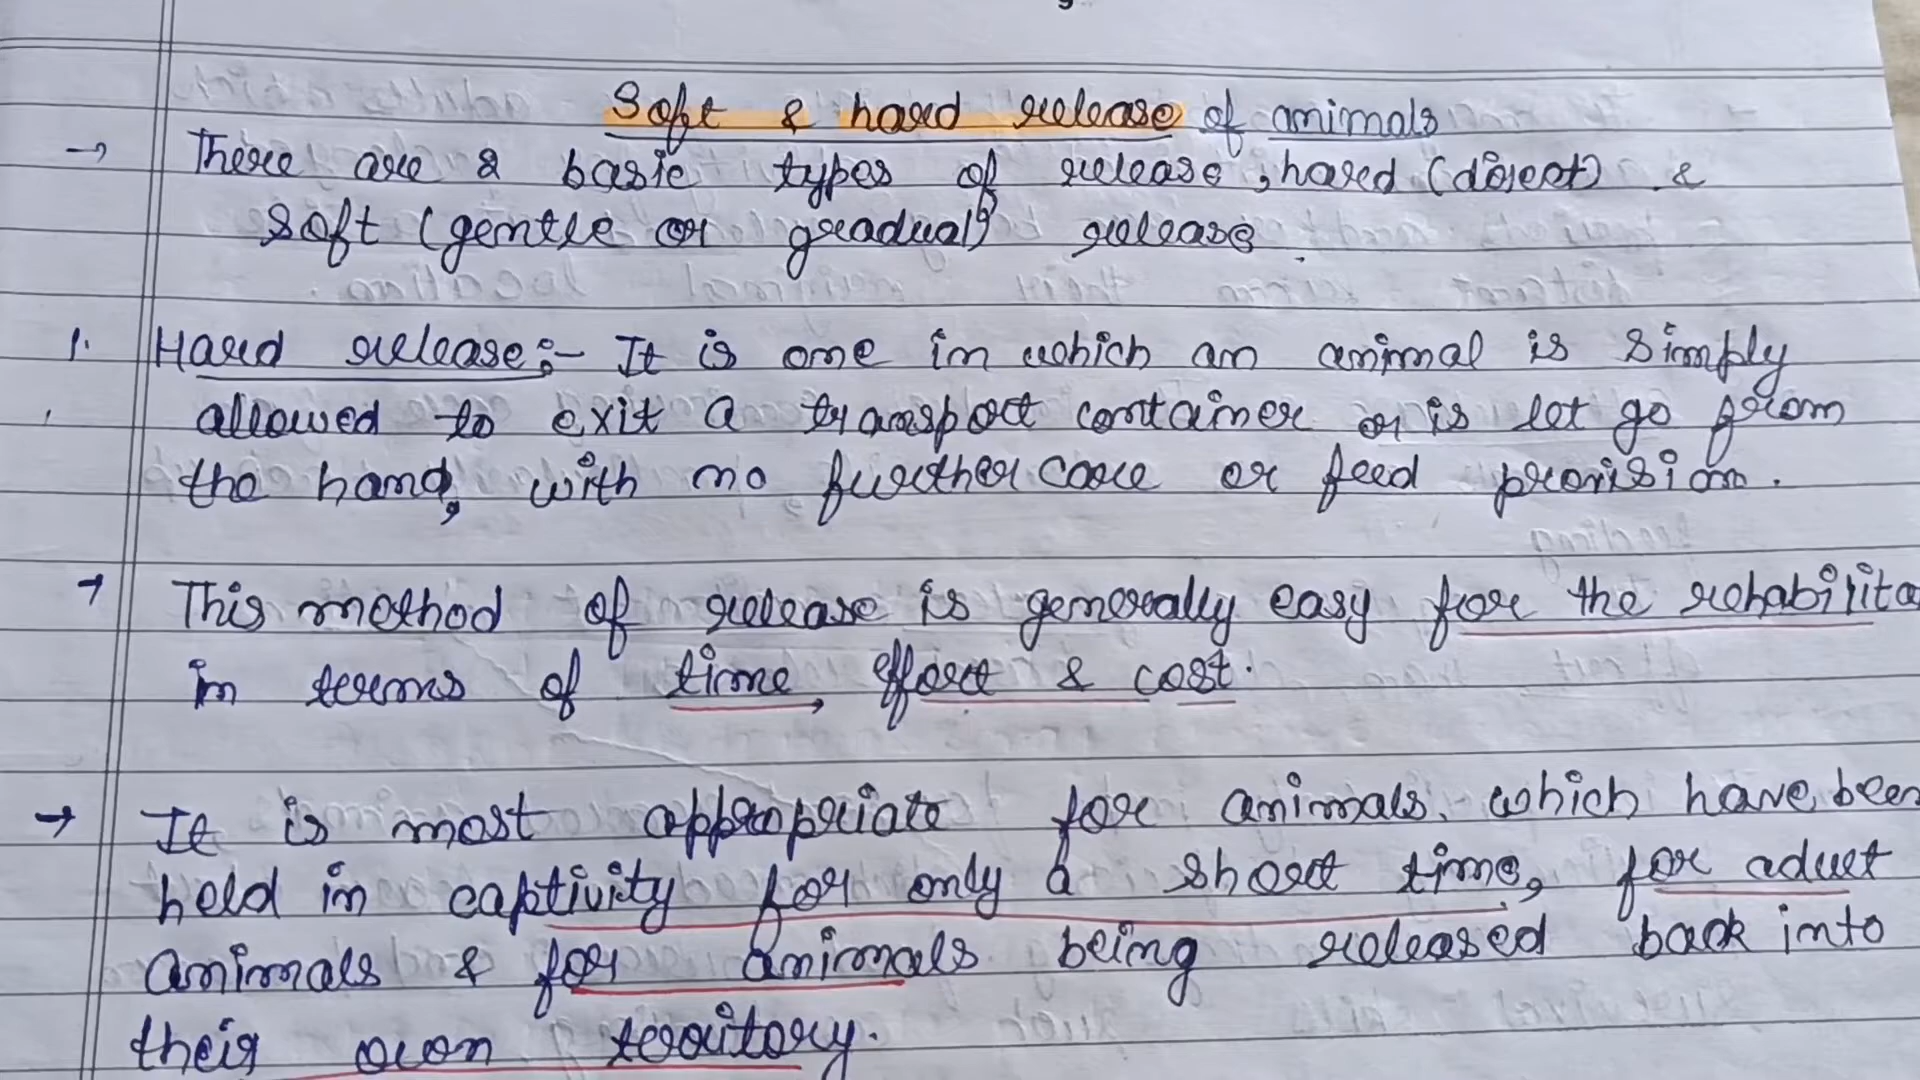 Soft & hard release of animals
→ There are 2 basic types of release, hard (direct) &
soft (gentle or gradual) release.
1. Hard release:- It is one in which an animal is simply
allowed to exit a transport container or is let go from
the hand, with no further care or feed provision.
→ This method of release is generally easy for the rehabilita
in terms of time, effort & cost.
→ It is most appropriate for animals which have been
held in captivity for only a short time, for adult
animals & for animals being released back into
their own territory.